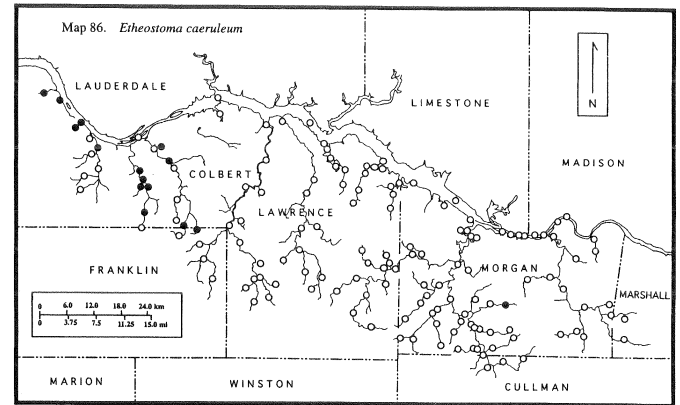 Map 86. Etheostoma caeruleum
LAUDERDALE
LIMESTONE
N
MADISON
COLBERT
LAWRENCE
FRANKLIN
MORGAN
MARSHALL
0 6.0 12.0 18.0 24.0 km
0 3.75 7.5 11.25 15.0 mi
MARION
WINSTON
CULLMAN